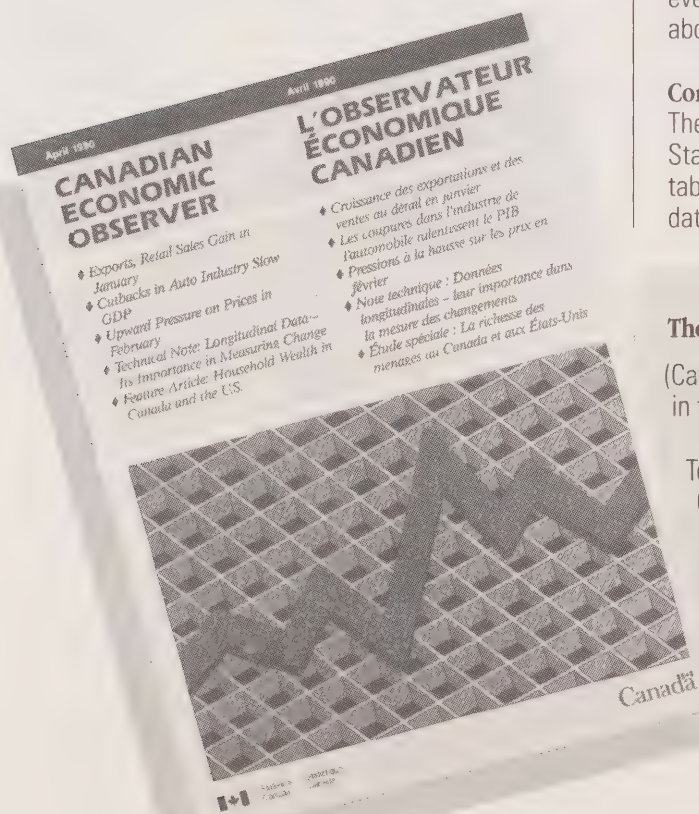 April 1990
Avril 1990
CANADIAN
ECONOMIC
OBSERVER
♦ Exports, Retail Sales Gain in
January
♦ Cutbacks in Auto Industry Slow
GDP
♦ Upward Pressure on Prices in
February
♦ Technical Note: Longitudinal Data –
Its Importance in Measuring Change
♦ Feature Article: Household Wealth in
Canada and the U.S.
L'OBSERVATEUR
ÉCONOMIQUE
CANADIEN
♦ Croissance des exportations et des
ventes au détail en janvier
♦ Les coupures dans l'industrie de
l'automobile ralentissent le PIB
♦ Pressions à la hausse sur les prix en
février
♦ Note technique : Données
longitudinales – leur importance dans
la mesure des changements
♦ Étude spéciale : La richesse des
ménages au Canada et aux États-Unis
Canada
eve
abo
Cor
The
Sta
tab
dat
The
(Ca
in
To